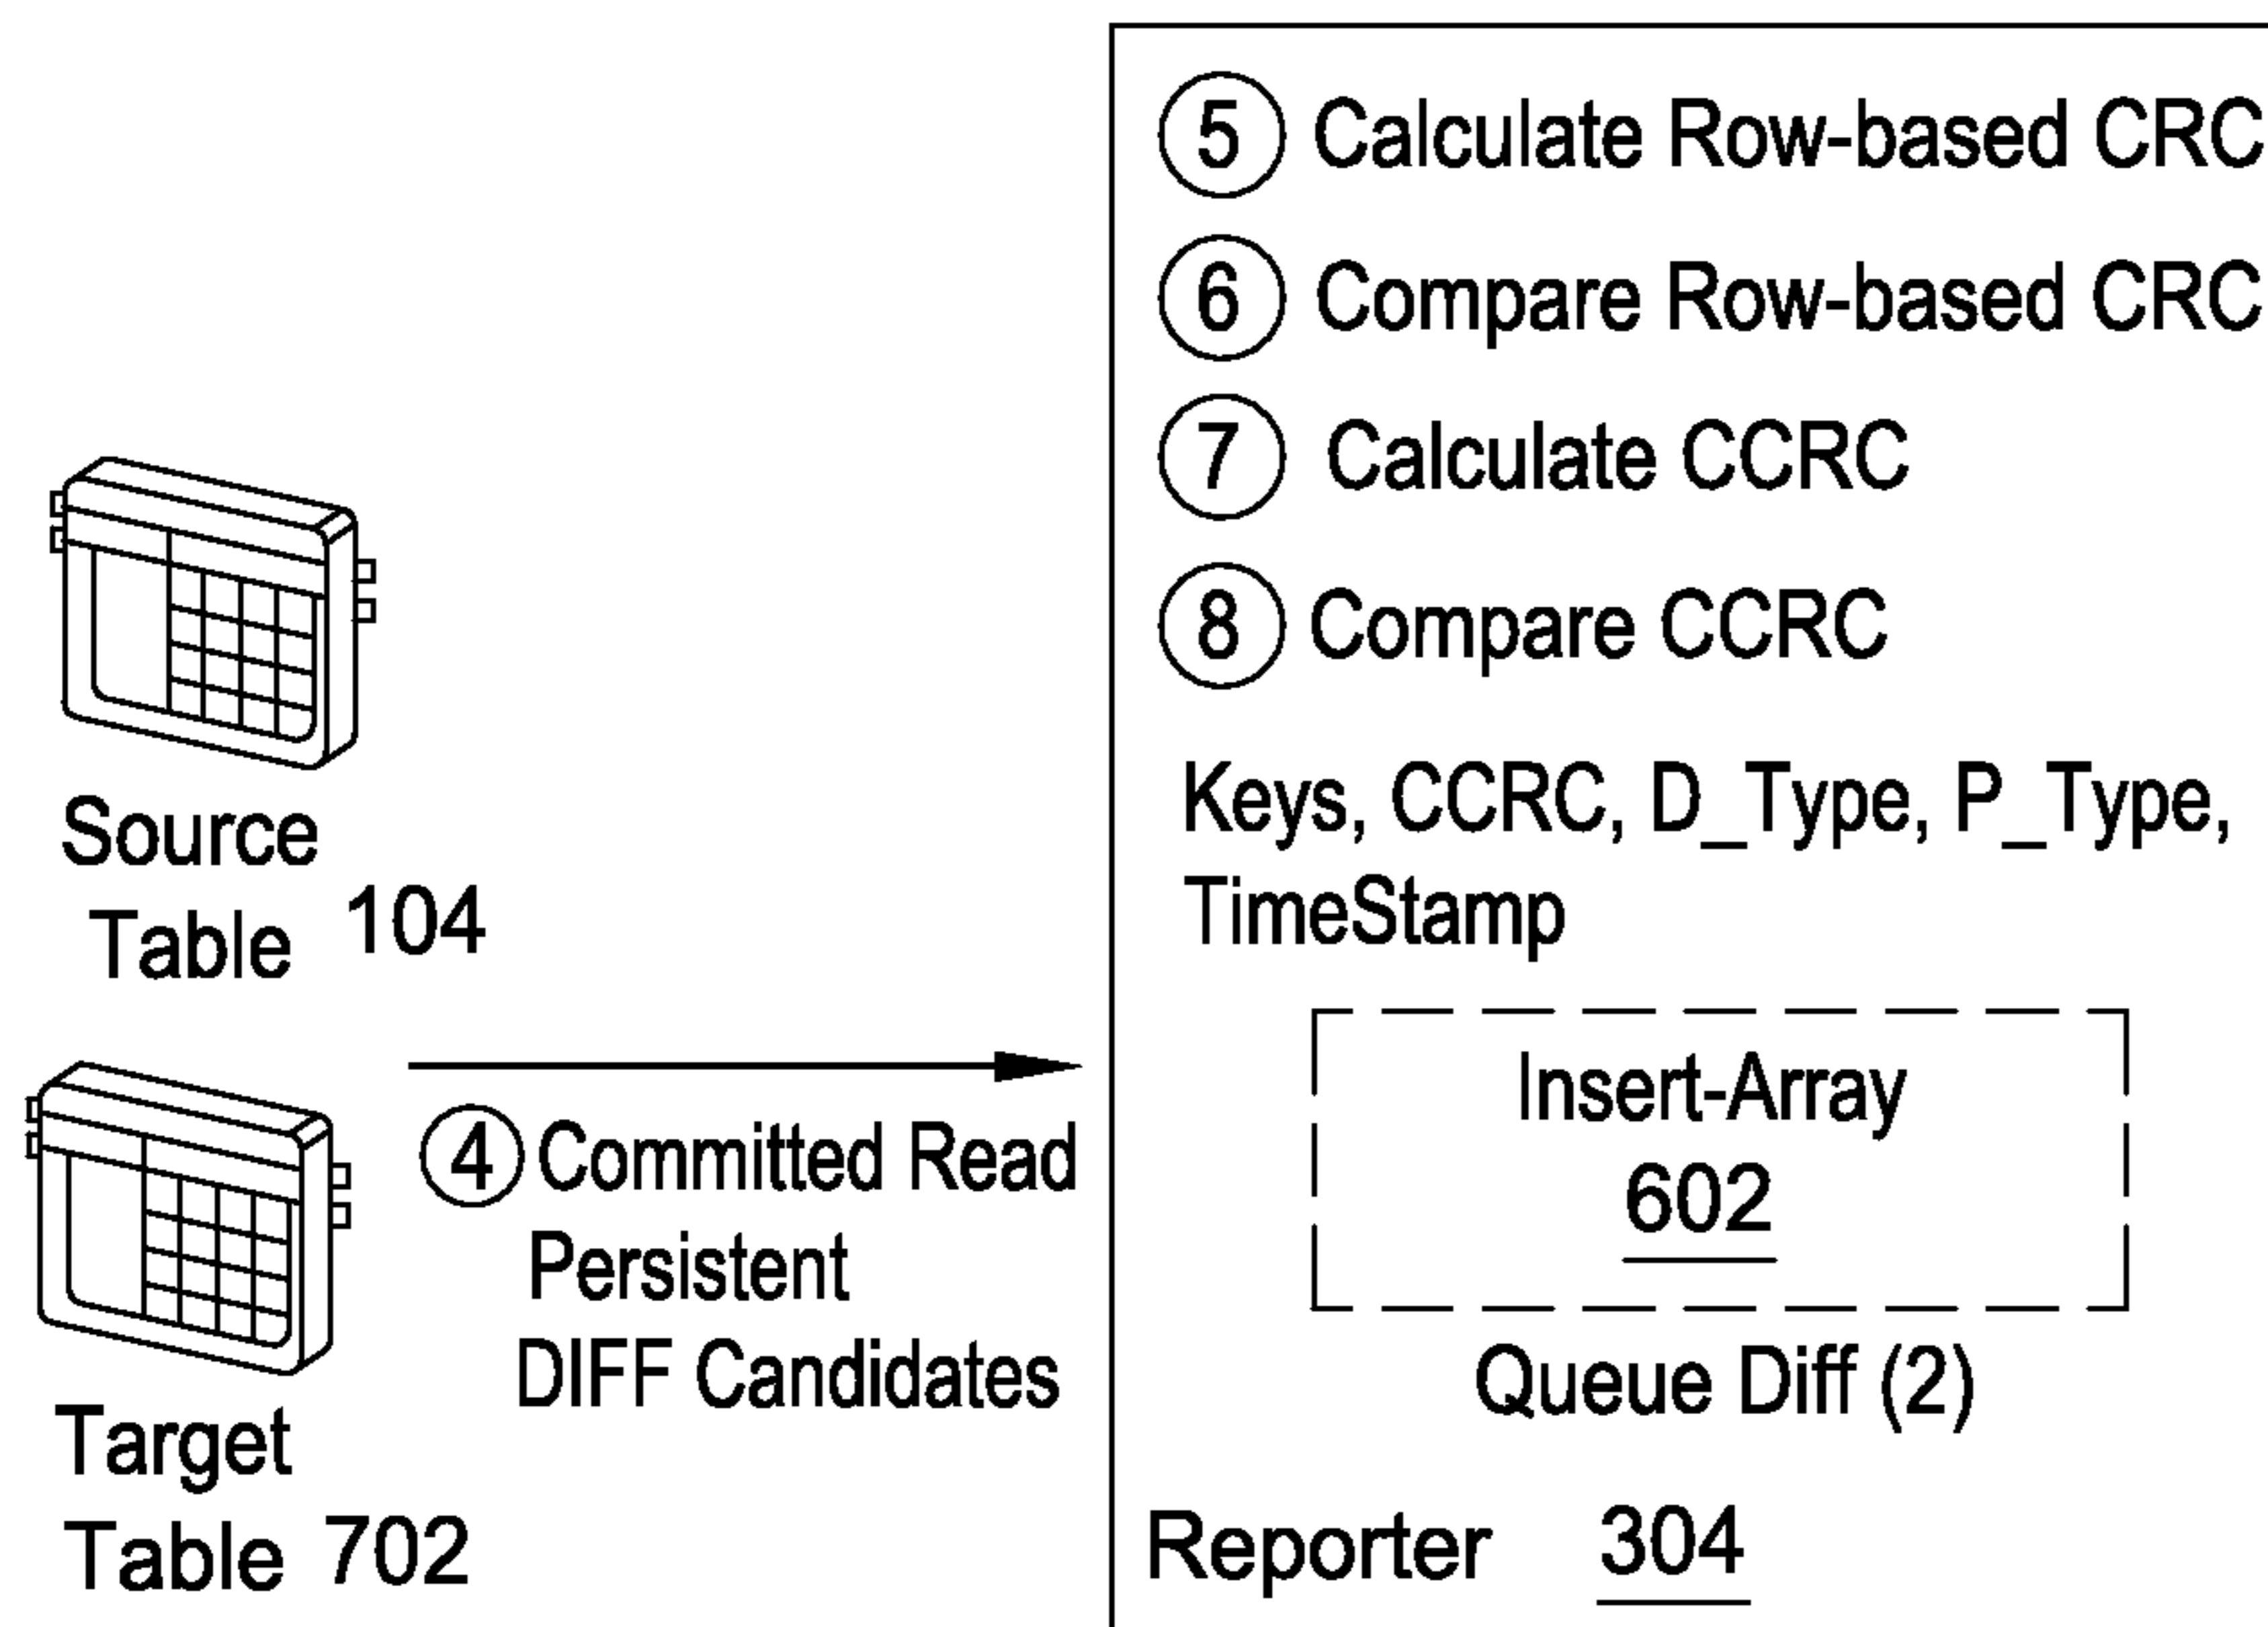 ⑤ Calculate Row-based CRC
⑥ Compare Row-based CRC
⑦ Calculate CCRC
⑧ Compare CCRC
Keys, CCRC, D_Type, P_Type,
TimeStamp
Source
Table 104
④ Committed Read
Persistent
DIFF Candidates
Target
Table 702
Insert-Array
602
Queue Diff (2)
Reporter 304